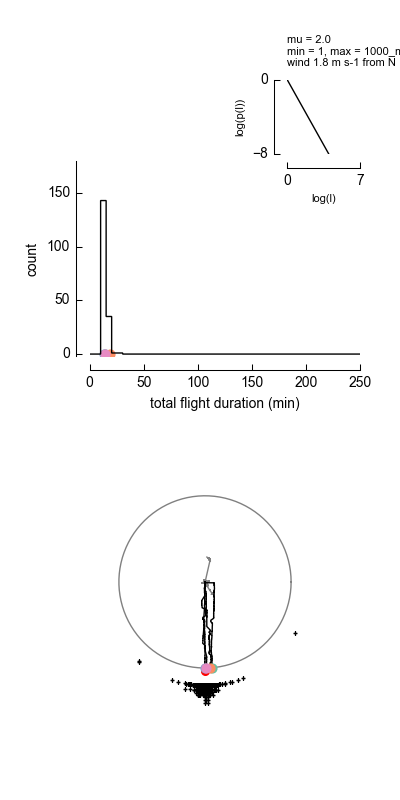 mu = 2.0
min = 1, max = 1000_m
wind 1.8 m s-1 from N
0
log(p(l))
−8
0
7
log(l)
150
100
50
0
count
0
50
100
150
200
250
total flight duration (min)